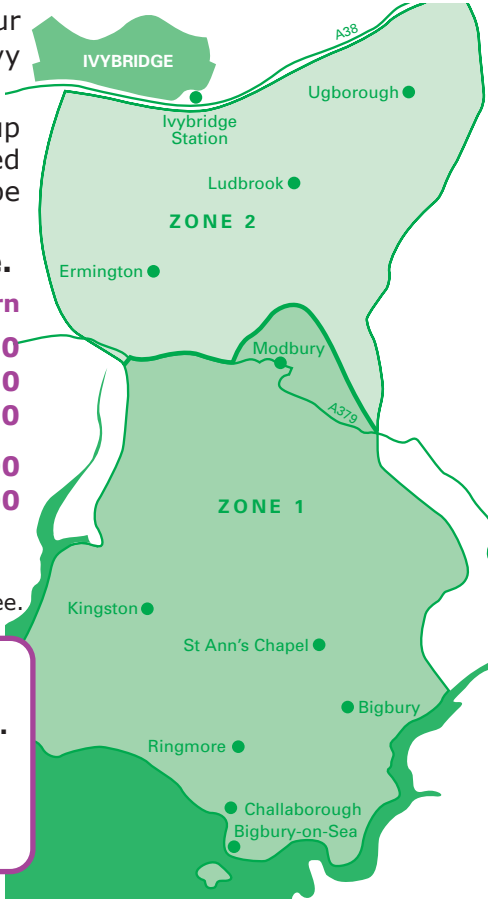 IVYBRIDGE
A38
Ugborough
Ivybridge
Station
Ludbrook
ZONE 2
Ermington
Modbury
A379
ZONE 1
Kingston
St Ann's Chapel
Bigbury
Ringmore
Challaborough
Bigbury-on-Sea